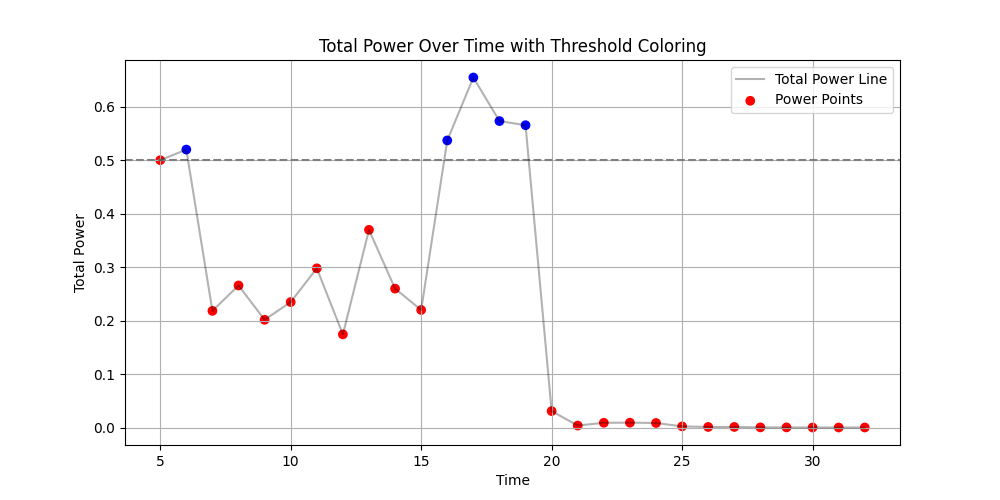 Total Power Over Time with Threshold Coloring
Total Power Line
Power Points
0.6
0.5
0.4
0.3
0.2
0.1
0.0
Total Power
5 10 15 20 25 30
Time